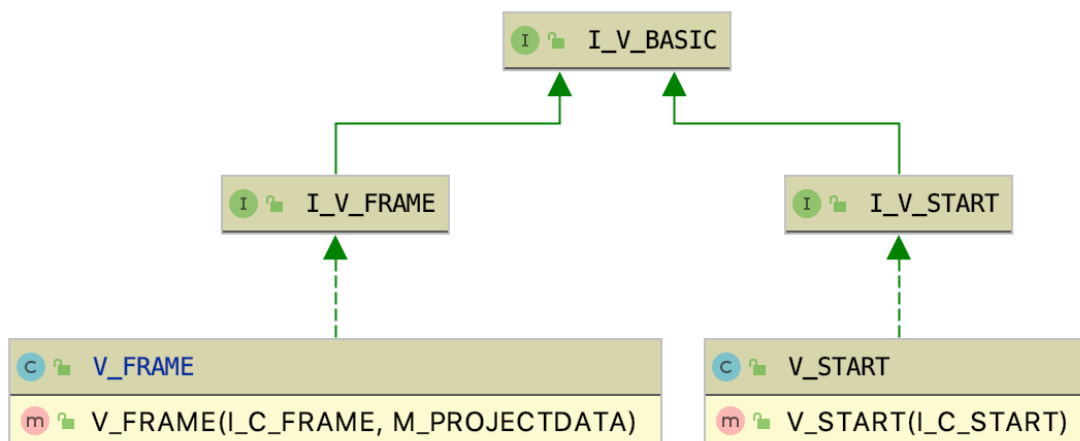 I I_V_BASIC
I I_V_FRAME
I I_V_START
C V_FRAME
m V_FRAME(I_C_FRAME, M_PROJECTDATA)
C V_START
m V_START(I_C_START)